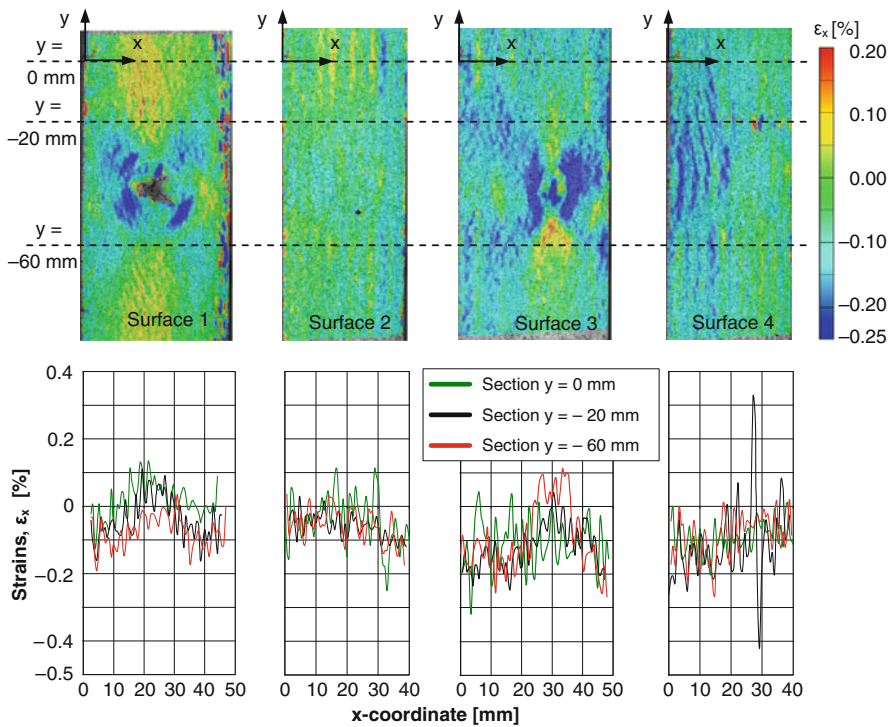 y
y
y
y
εx [%]
x
x
x
x
y =
0 mm
y =
−20 mm
y =
−60 mm
0.20
0.10
0.00
−0.10
−0.20
−0.25
Surface 1
Surface 2
Surface 3
Surface 4
Section y = 0 mm
Section y = − 20 mm
Section y = − 60 mm
Strains, εx [%]
0.4
0.2
0
−0.2
−0.4
−0.5
0 10 20 30 40 50
0 10 20 30 40
0 10 20 30 40 50
0 10 20 30 40
x-coordinate [mm]